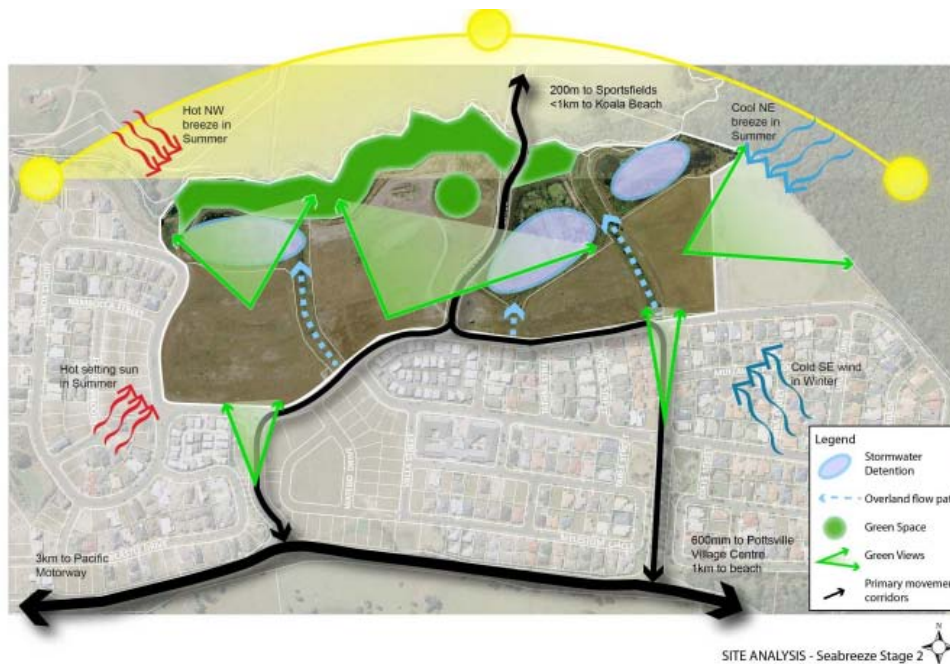 200m to Sportsfields
<1km to Koala Beach
Hot NW
breeze in
Summer
Cool NE
breeze in
Summer
Hot setting sun
in Summer
Cold SE wind
in Winter
3km to Pacific
Motorway
600mm to Pottsville
Village Centre
1km to beach
Legend
Stormwater
Detention
Overland flow pat
Green Space
Green Views
Primary movemen
corridors
N
SITE ANALYSIS - Seabreeze Stage 2